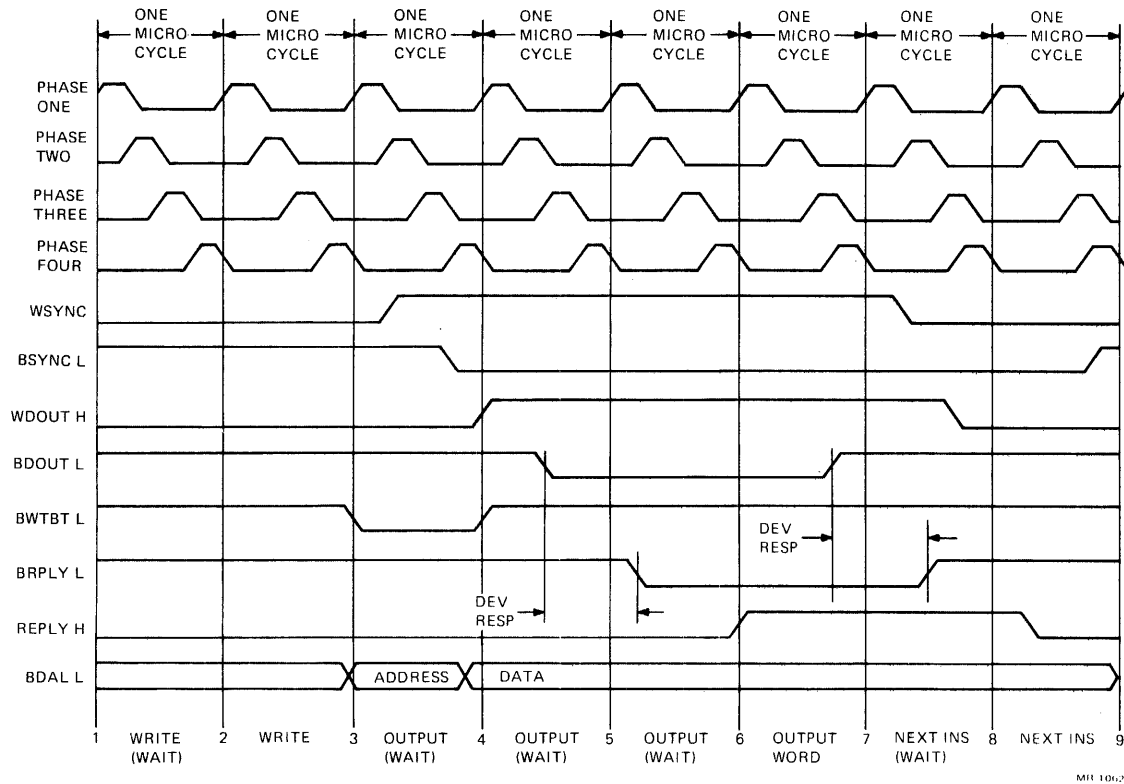 ONE MICRO CYCLE
ONE MICRO CYCLE
ONE MICRO CYCLE
ONE MICRO CYCLE
ONE MICRO CYCLE
ONE MICRO CYCLE
ONE MICRO CYCLE
ONE MICRO CYCLE
PHASE ONE
PHASE TWO
PHASE THREE
PHASE FOUR
WSYNC
BSYNC L
WDOUT H
BDOUT L
BWTBT L
DEV RESP
BRPLY L
DEV RESP
REPLY H
BDAL L
ADDRESS
DATA
1
WRITE (WAIT)
2
WRITE
3
OUTPUT (WAIT)
4
OUTPUT (WAIT)
5
OUTPUT (WAIT)
6
OUTPUT WORD
7
NEXT INS (WAIT)
8
NEXT INS
9
MR 1062